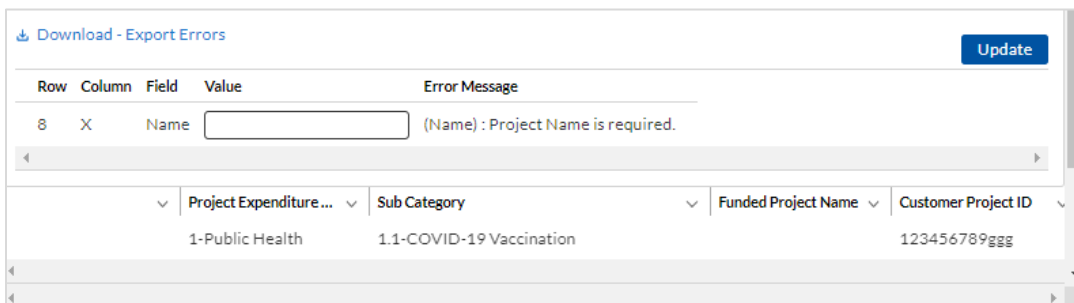 Download - Export Errors
Update
Row Column Field Value Error Message
8 X Name (Name) : Project Name is required.
Project Expenditure ... Sub Category Funded Project Name Customer Project ID
1-Public Health 1.1-COVID-19 Vaccination 123456789ggg